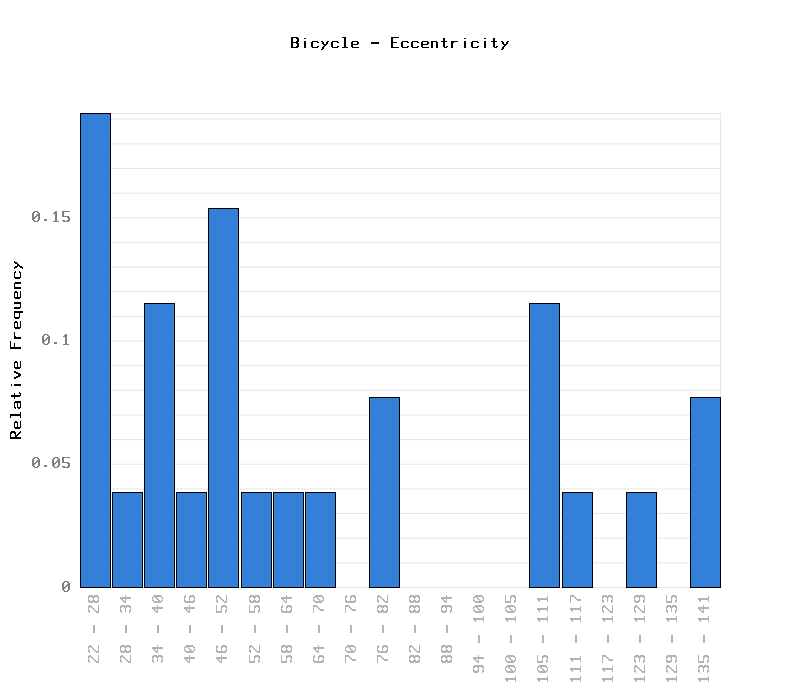 Bicycle - Eccentricity
Relative Frequency
0.15
0.1
0.05
0
22 - 28
28 - 34
34 - 40
40 - 46
46 - 52
52 - 58
58 - 64
64 - 70
70 - 76
76 - 82
82 - 88
88 - 94
94 - 100
100 - 105
105 - 111
111 - 117
117 - 123
123 - 129
129 - 135
135 - 141